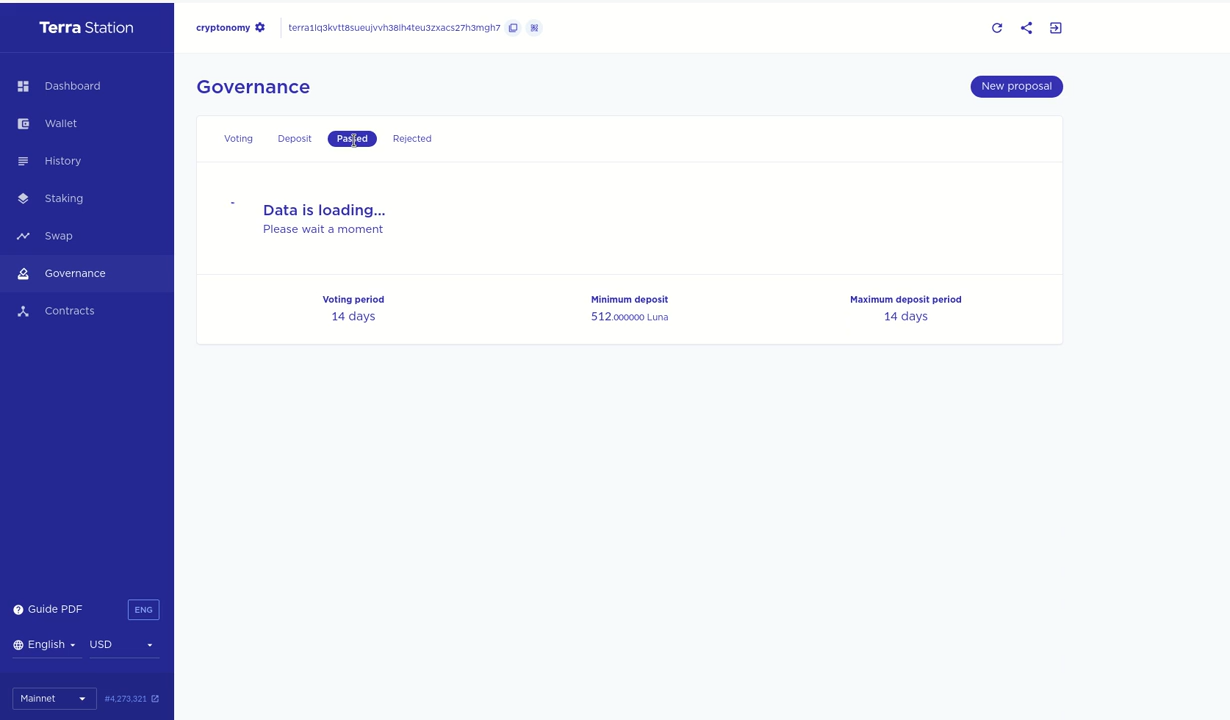 Terra Station
Dashboard
Wallet
History
Staking
Swap
Governance
Contracts
Guide PDF ENG
English USD
Mainnet #4,273,321
cryptonomy terra1lq3kvtt8sueujvvh38lh4teu3zxacs27h3mgh7
Governance
New proposal
Voting Deposit Passed Rejected
Data is loading...
Please wait a moment
Voting period
14 days
Minimum deposit
512.000000 Luna
Maximum deposit period
14 days